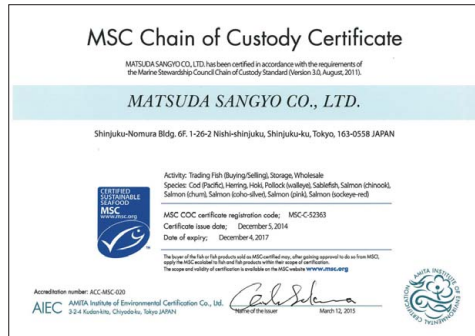 MSC Chain of Custody Certificate
MATSUDA SANGYO CO., LTD. has been certified in accordance with the requirements of
the Marine Stewardship Council Chain of Custody Standard (Version 3.0, August, 2011).
MATSUDA SANGYO CO., LTD.
Shinjuku-Nomura Bldg. 6F. 1-26-2 Nishi-shinjuku, Shinjuku-ku, Tokyo, 163-0558 JAPAN
Activity: Trading Fish (Buying/Selling), Storage, Wholesale
Species: Cod (Pacific), Herring, Hoki, Pollock (walleye), Sablefish, Salmon (chinook),
Salmon (chum), Salmon (coho-silver), Salmon (pink), Salmon (sockeye-red)
CERTIFIED
SUSTAINABLE
SEAFOOD
MSC
www.msc.org
MSC COC certificate registration code; MSC-C-52363
Certificate issue date; December 5, 2014
Date of expiry; December 4, 2017
The buyer of the fish or fish products sold as MSC-certified may, after gaining approval to do so from MSCI,
apply the MSC ecolabel to fish and fish products within their scope of certification.
The scope and validity of certification is available on the MSC website www.msc.org
Accreditation number: ACC-MSC-020
AIEC AMITA Institute of Environmental Certification Co., Ltd.
3-2-4 Kudan-kita, Chiyoda-ku, Tokyo JAPAN
Name of the issuer
March 12, 2015
AMITA INSTITUTE OF ENVIRONMENTAL CERTIFICATION